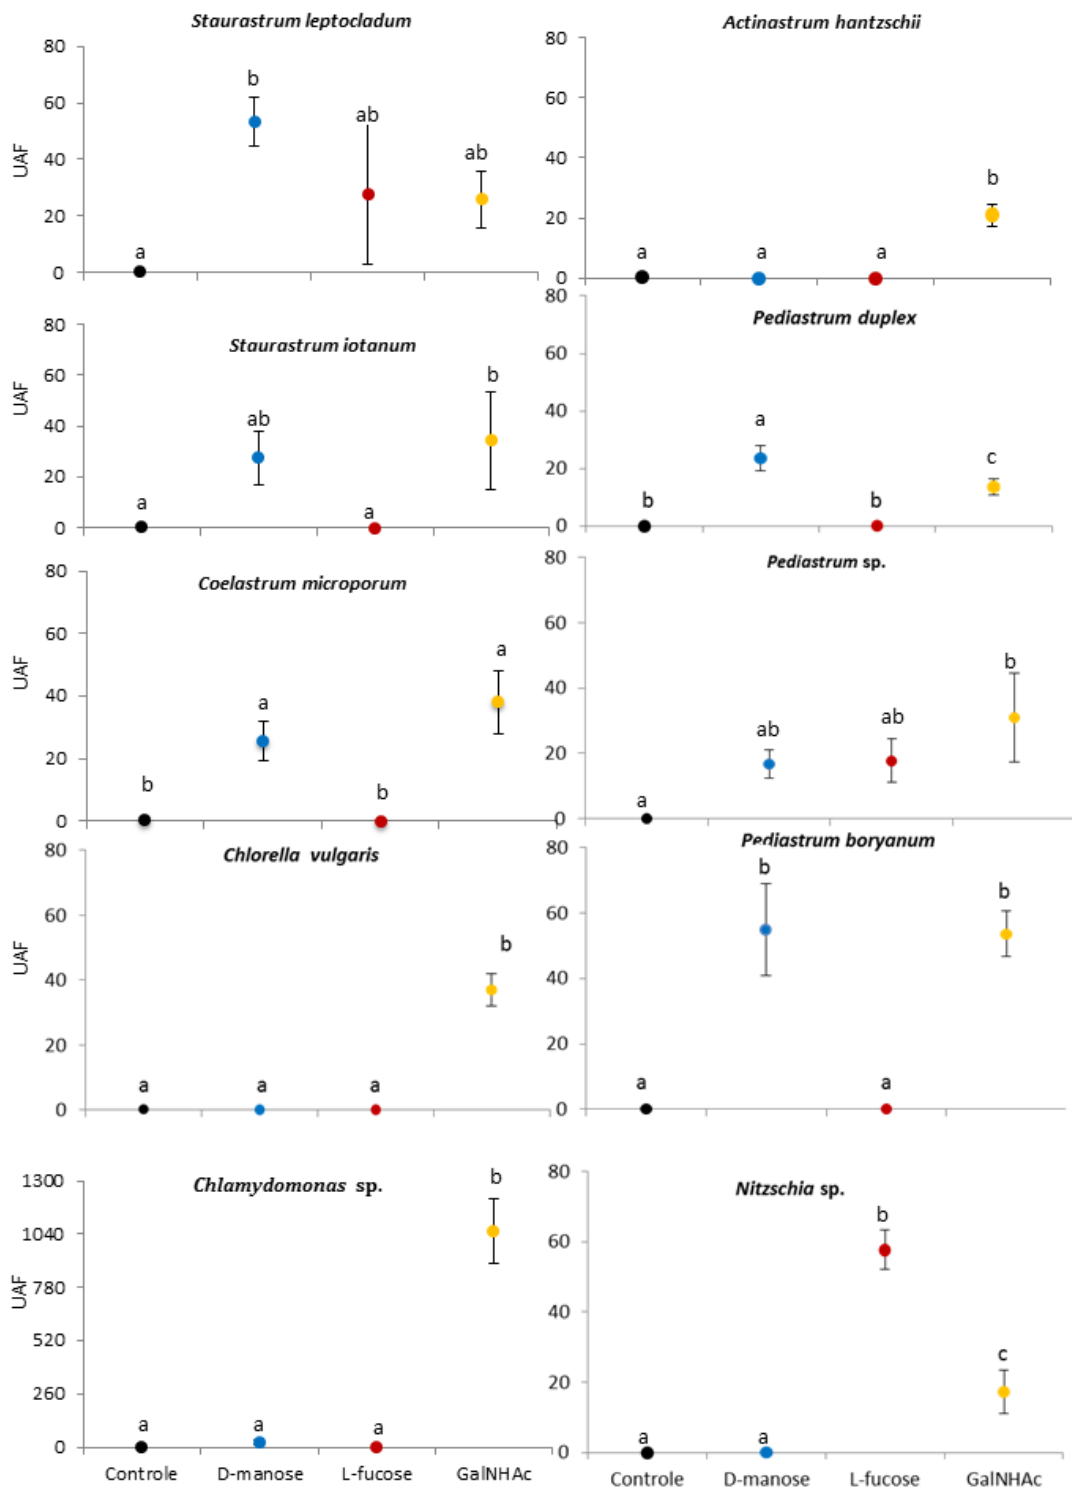 Staurastrum leptocladum
80
60
40
20
0
UAF
a
b
ab
ab
Actinastrum hantzschii
80
60
40
20
0
a
a
a
b
Staurastrum iotanum
80
60
40
20
0
UAF
a
ab
a
b
Pediastrum duplex
80
60
40
20
0
b
a
b
c
Coelastrum microporum
80
60
40
20
0
UAF
b
a
b
a
Pediastrum sp.
80
60
40
20
0
a
ab
ab
b
Chlorella vulgaris
80
60
40
20
0
UAF
a
a
a
b
Pediastrum boryanum
80
60
40
20
0
a
b
a
b
Chlamydomonas sp.
1300
1040
780
520
260
0
UAF
a
a
a
b
Controle D-manose L-fucose GalNHAc
Nitzschia sp.
80
60
40
20
0
a
a
b
c
Controle D-manose L-fucose GalNHAc